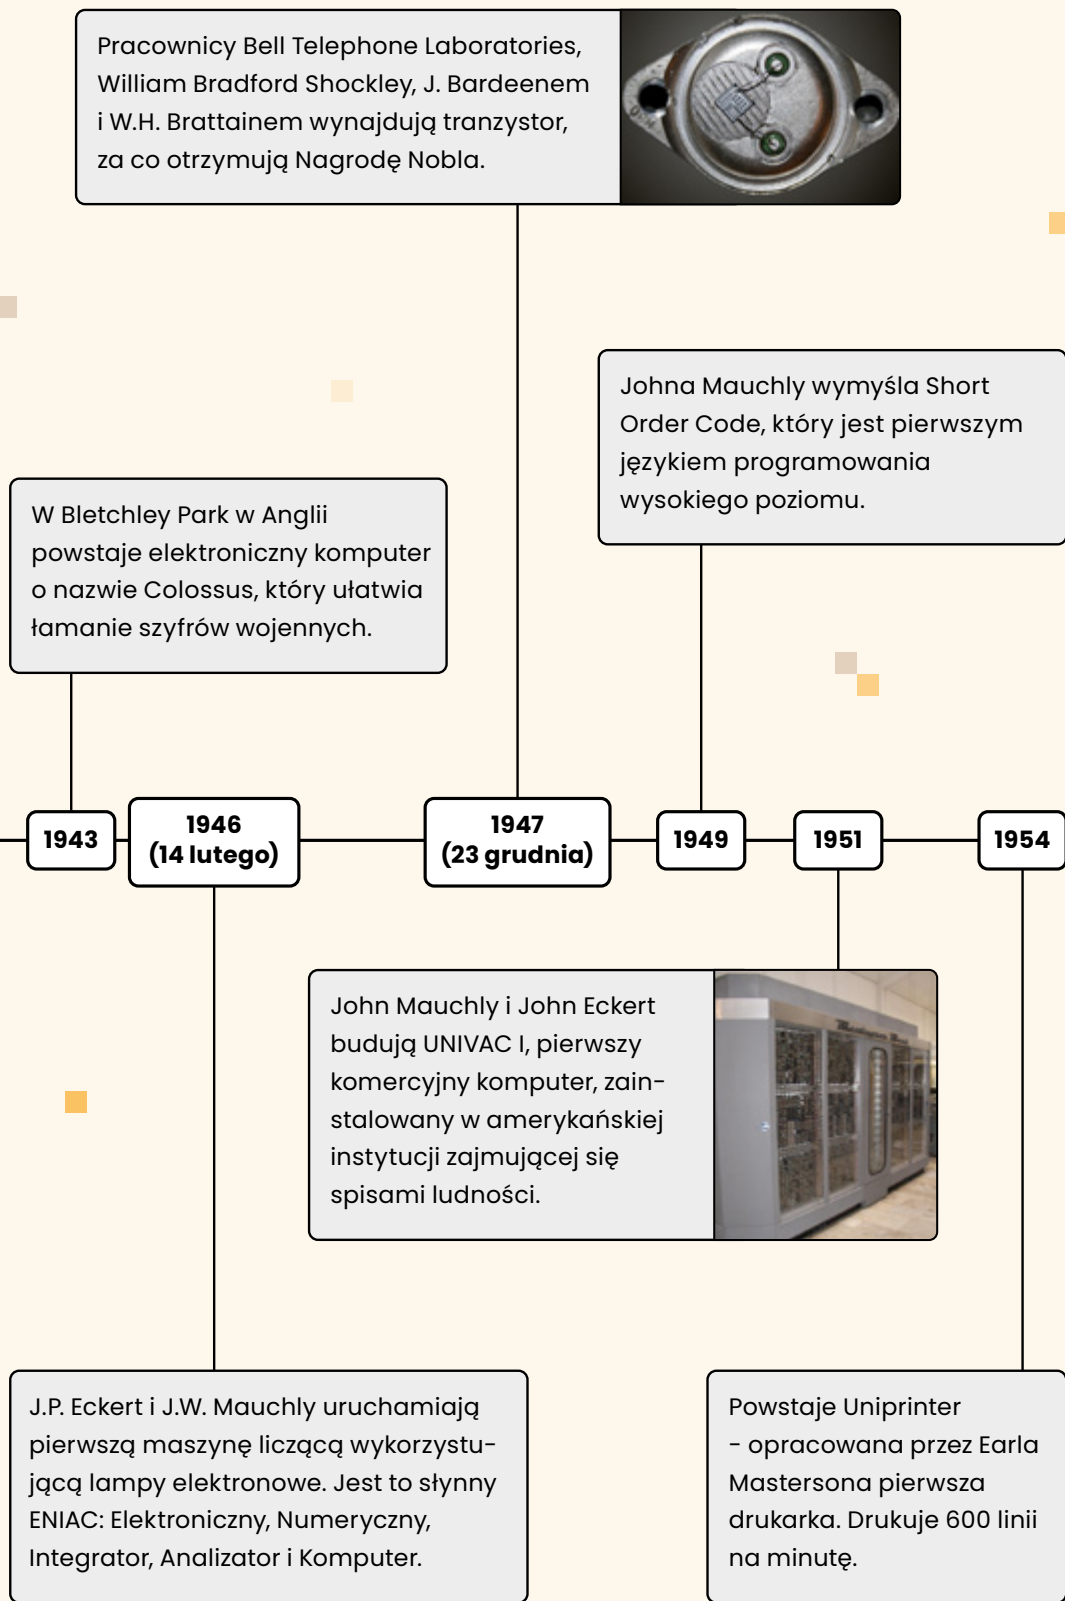 Pracownicy Bell Telephone Laboratories,
William Bradford Shockley, J. Bardeenem
i W.H. Brattainem wynajdują tranzystor,
za co otrzymują Nagrodę Nobla.
Johna Mauchly wymyśla Short
Order Code, który jest pierwszym
językiem programowania
wysokiego poziomu.
W Bletchley Park w Anglii
powstaje elektroniczny komputer
o nazwie Colossus, który ułatwia
łamanie szyfrów wojennych.
1943
1946
(14 lutego)
1947
(23 grudnia)
1949
1951
1954
John Mauchly i John Eckert
budują UNIVAC I, pierwszy
komercyjny komputer, zain-
stalowany w amerykańskiej
instytucji zajmującej się
spisami ludności.
J.P. Eckert i J.W. Mauchly uruchamiają
pierwszą maszynę liczącą wykorzystu-
jącą lampy elektronowe. Jest to słynny
ENIAC: Elektroniczny, Numeryczny,
Integrator, Analizator i Komputer.
Powstaje Uniprinter
- opracowana przez Earla
Mastersona pierwsza
drukarka. Drukuje 600 linii
na minutę.